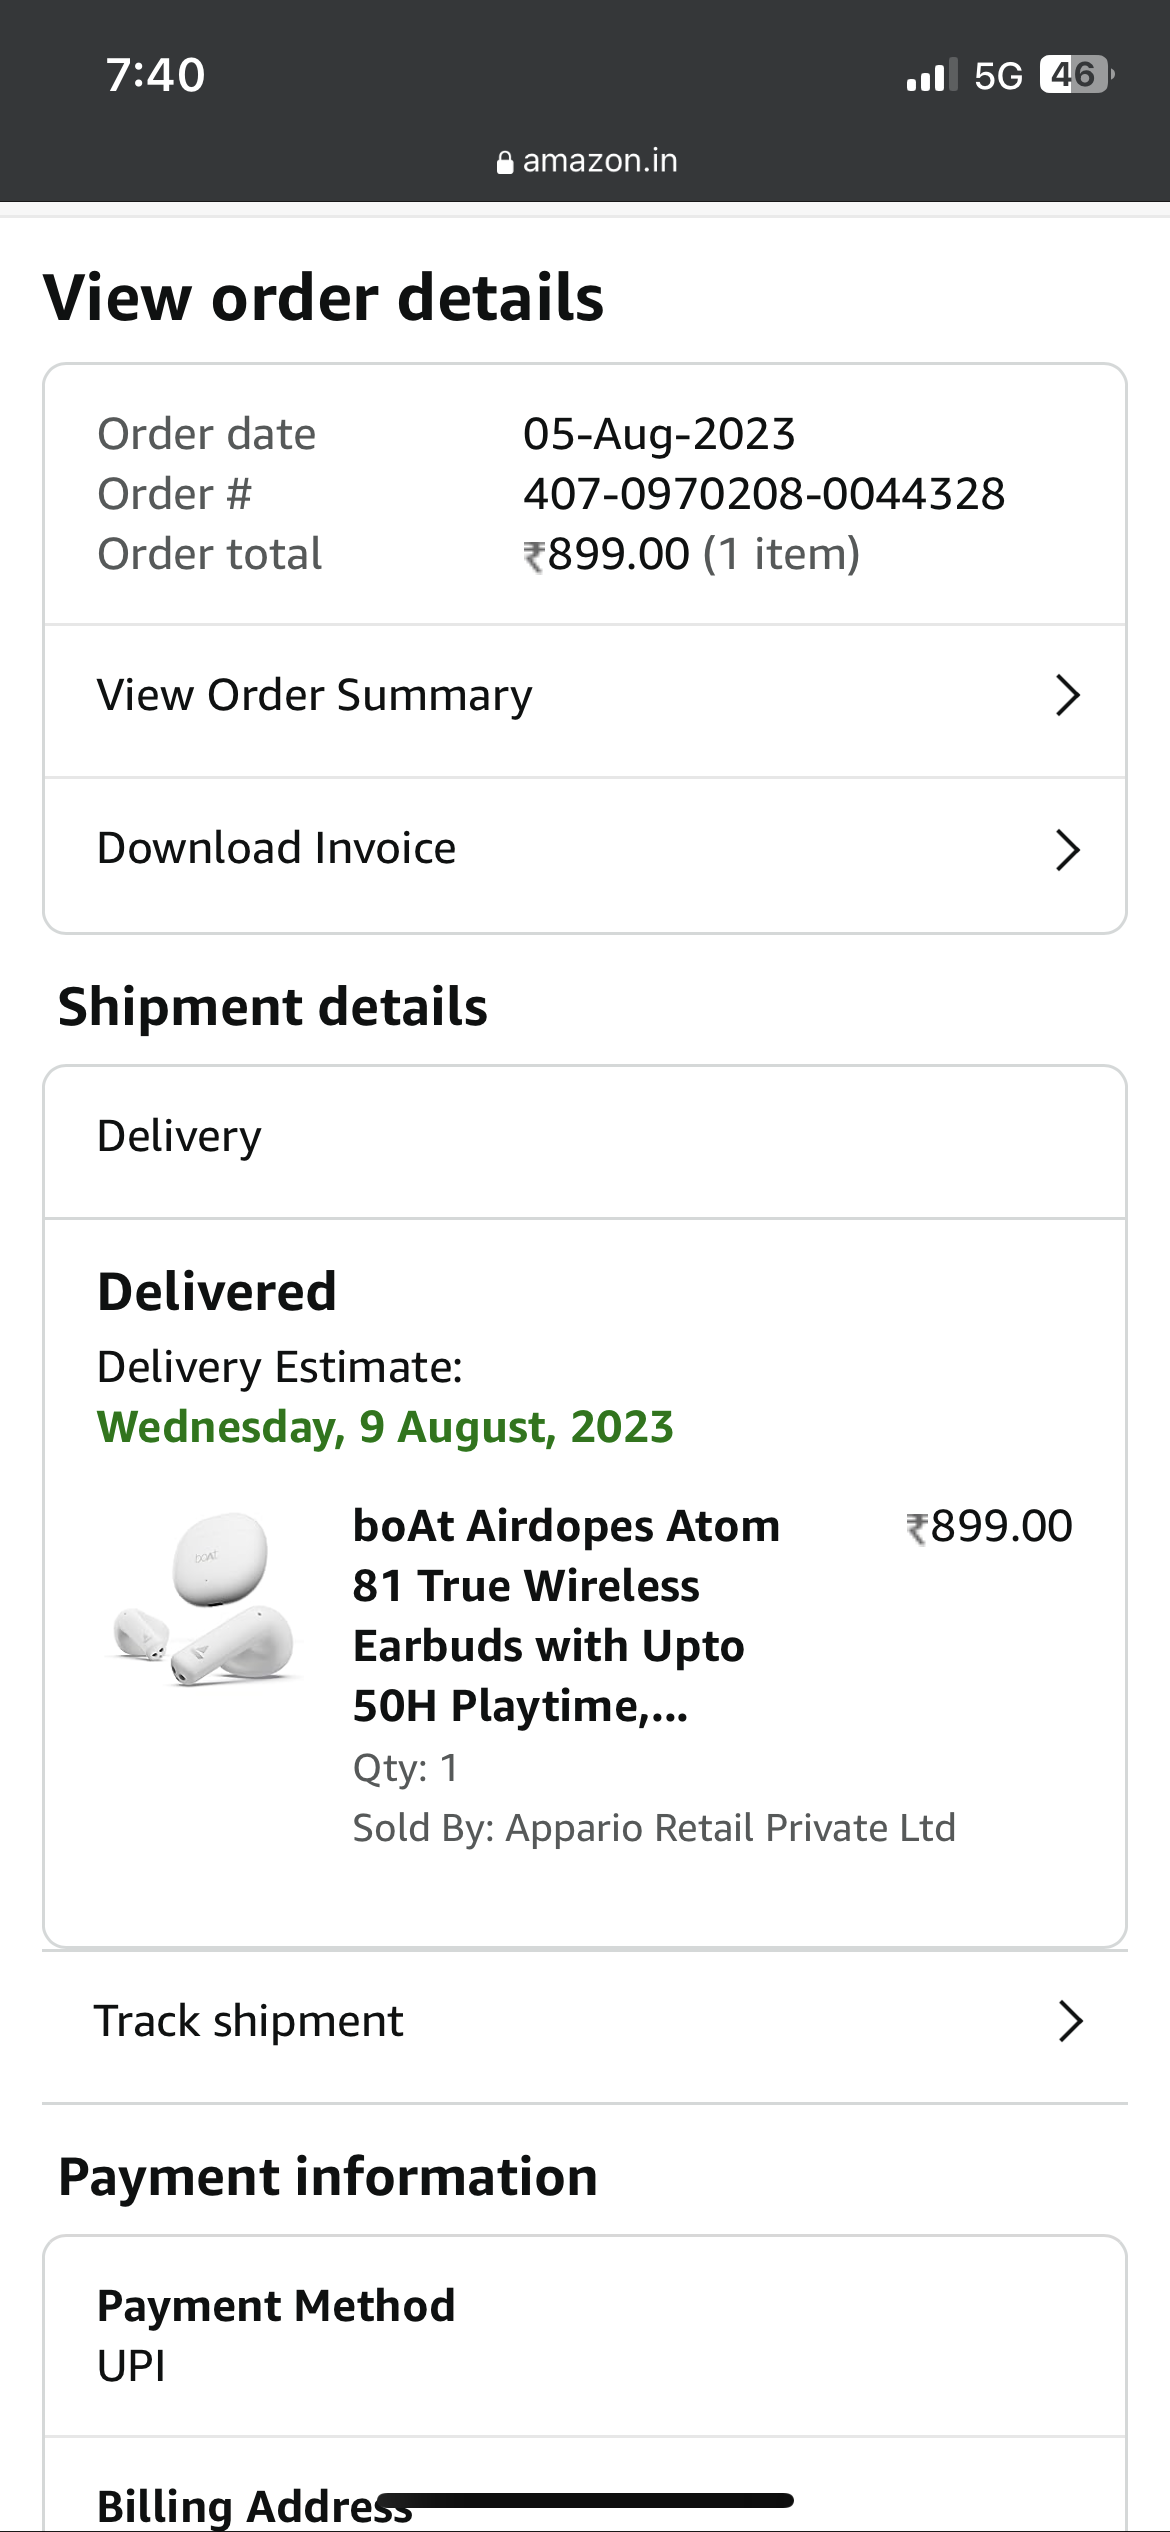 7:40
5G 46
amazon.in
View order details
Order date 05-Aug-2023
Order # 407-0970208-0044328
Order total ₹899.00 (1 item)
View Order Summary
Download Invoice
Shipment details
Delivery
Delivered
Delivery Estimate:
Wednesday, 9 August, 2023
boAt
boAt Airdopes Atom ₹899.00
81 True Wireless
Earbuds with Upto
50H Playtime,...
Qty: 1
Sold By: Appario Retail Private Ltd
Track shipment
Payment information
Payment Method
UPI
Billing Address